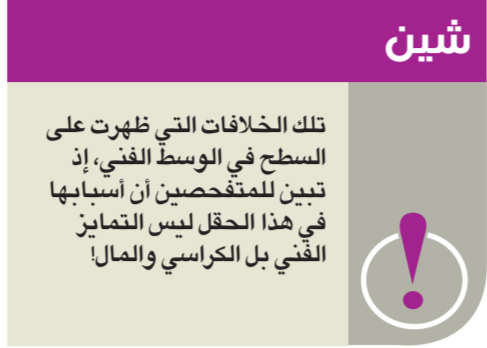 شين
تلك الخلافات التي ظهرت على
السطح في الوسط الفني، إذ
تبين للمتفحصين أن أسبابها
في هذا الحقل ليس التمايز
الفني بل الكراسي والمال!